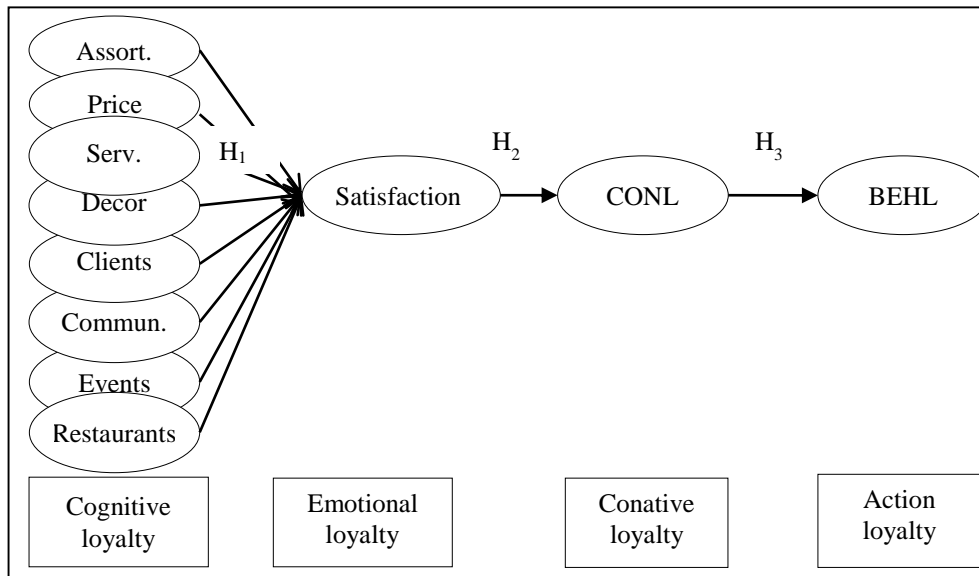 Assort.
Price
Serv.
Decor
Clients
Commun.
Events
Restaurants
H1
Satisfaction
H2
CONL
H3
BEHL
Cognitive
loyalty
Emotional
loyalty
Conative
loyalty
Action
loyalty